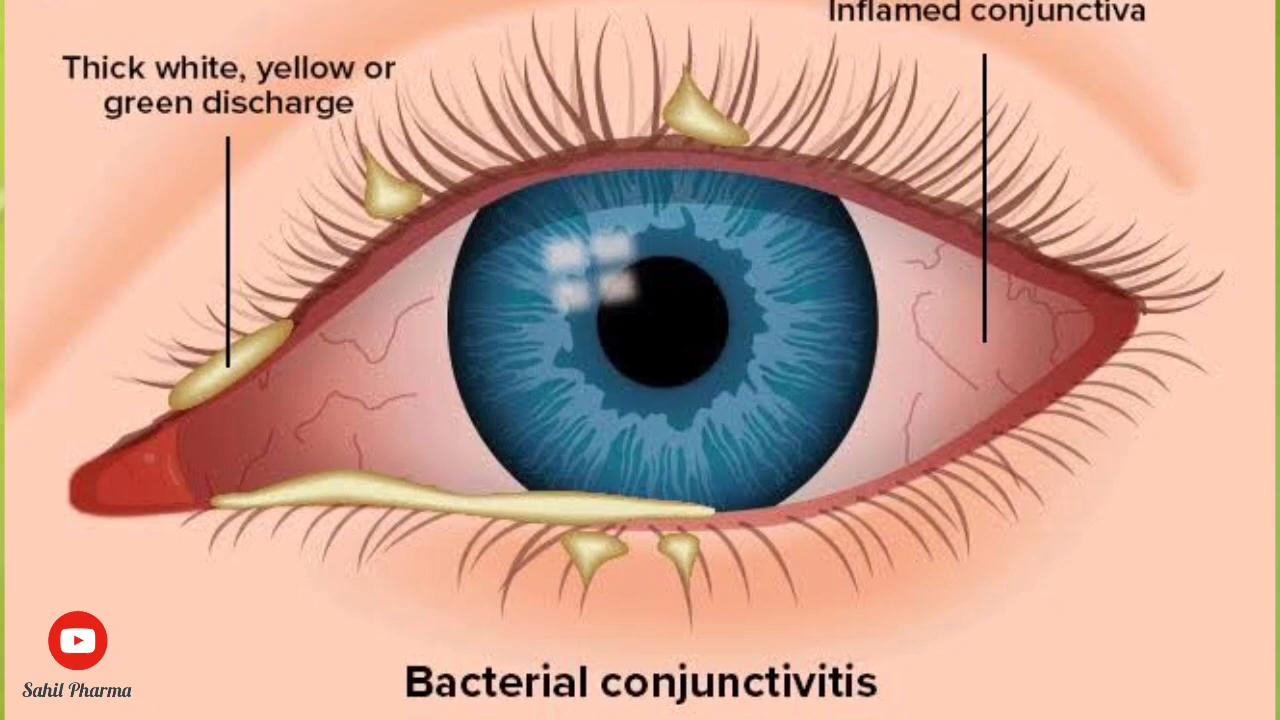 Inflamed conjunctiva
Thick white, yellow or
green discharge
Sahil Pharma
Bacterial conjunctivitis